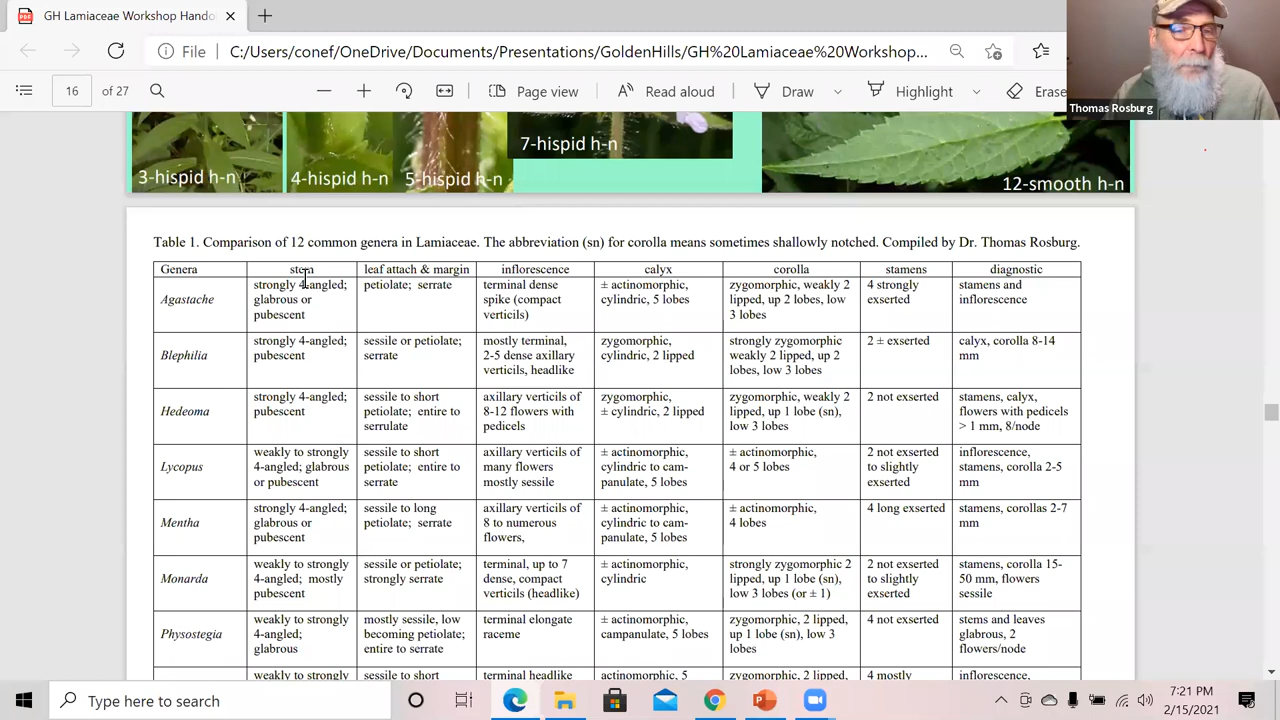 GH Lamiaceae Workshop Hando
File C:/Users/conef/OneDrive/Documents/Presentations/GoldenHills/GH%20Lamiaceae%20Workshop...
16 of 27 Page view Read aloud Draw Highlight Erase
Thomas Rosburg
7-hispid h-n
3-hispid h-n 4-hispid h-n 5-hispid h-n 12-smooth h-n
Table 1. Comparison of 12 common genera in Lamiaceae. The abbreviation (sn) for corolla means sometimes shallowly notched. Compiled by Dr. Thomas Rosburg.
Genera stem leaf attach & margin inflorescence calyx corolla stamens diagnostic
Agastache
strongly 4-angled;
glabrous or
pubescent
petiolate; serrate
terminal dense
spike (compact
verticils)
± actinomorphic,
cylindric, 5 lobes
zygomorphic, weakly 2
lipped, up 2 lobes, low
3 lobes
4 strongly
exserted
stamens and
inflorescence
Blephilia
strongly 4-angled;
pubescent
sessile or petiolate;
serrate
mostly terminal,
2-5 dense axillary
verticils, headlike
zygomorphic,
cylindric, 2 lipped
strongly zygomorphic
weakly 2 lipped, up 2
lobes, low 3 lobes
2 ± exserted
calyx, corolla 8-14
mm
Hedeoma
strongly 4-angled;
pubescent
sessile to short
petiolate; entire to
serrulate
axillary verticils of
8-12 flowers with
pedicels
zygomorphic,
± cylindric, 2 lipped
zygomorphic, weakly 2
lipped, up 1 lobe (sn),
low 3 lobes
2 not exserted
stamens, calyx,
flowers with pedicels
> 1 mm, 8/node
Lycopus
weakly to strongly
4-angled; glabrous
or pubescent
sessile to short
petiolate; entire to
serrate
axillary verticils of
many flowers
mostly sessile
± actinomorphic,
cylindric to cam-
panulate, 5 lobes
± actinomorphic,
4 or 5 lobes
2 not exserted
to slightly
exserted
inflorescence,
stamens, corolla 2-5
mm
Mentha
strongly 4-angled;
glabrous or
pubescent
sessile to long
petiolate; serrate
axillary verticils of
8 to numerous
flowers,
± actinomorphic,
cylindric to cam-
panulate, 5 lobes
± actinomorphic,
4 lobes
4 long exserted
stamens, corollas 2-7
mm
Monarda
weakly to strongly
4-angled; mostly
pubescent
sessile or petiolate;
strongly serrate
terminal, up to 7
dense, compact
verticils (headlike)
± actinomorphic,
cylindric
strongly zygomorphic 2
lipped, up 1 lobe (sn),
low 3 lobes (or ± 1)
2 not exserted
to slightly
exserted
stamens, corolla 15-
50 mm, flowers
sessile
Physostegia
weakly to strongly
4-angled;
glabrous
mostly sessile, low
becoming petiolate;
entire to serrate
terminal elongate
raceme
± actinomorphic,
campanulate, 5 lobes
zygomorphic, 2 lipped,
up 1 lobe (sn), low 3
lobes
4 not exserted
stems and leaves
glabrous, 2
flowers/node
weakly to strongly sessile to short terminal headlike actinomorphic, 5 zygomorphic, 2 lipped, 4 mostly inflorescence,
Type here to search
7:21 PM
2/15/2021